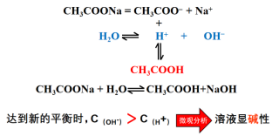 CH₃COONa = CH₃COO⁻ + Na⁺
+
H₂O ⇌ H⁺ + OH⁻
⇌
CH₃COOH
CH₃COONa + H₂O ⇌ CH₃COOH+NaOH
达到新的平衡时, C (OH⁻) > C (H⁺) 微观分析 溶液显碱性